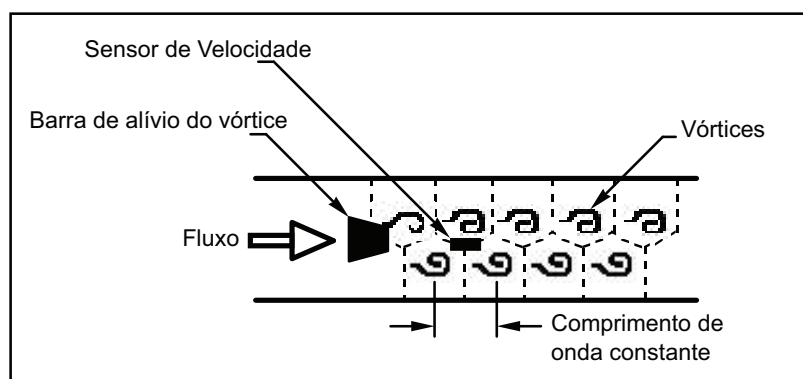 Sensor de Velocidade
Barra de alívio do vórtice
Vórtices
Fluxo
Comprimento de
onda constante